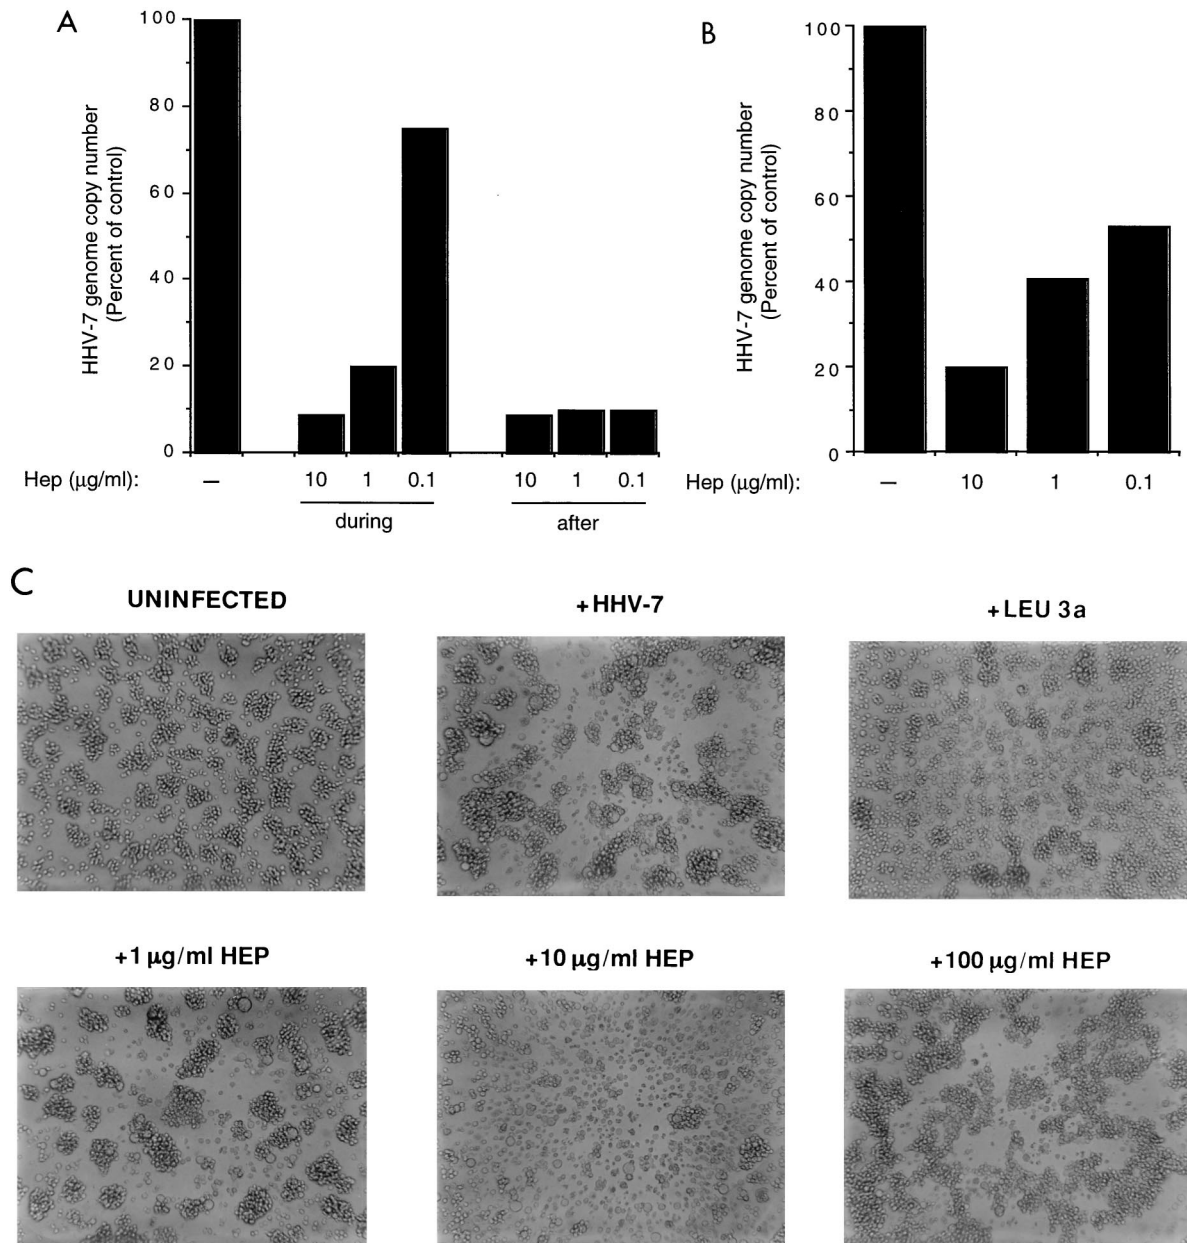 A
HHV-7 genome copy number
(Percent of control)
100
80
60
40
20
0
Hep (µg/ml):
— 10 1 0.1 10 1 0.1
during after
B
HHV-7 genome copy number
(Percent of control)
100
80
60
40
20
0
Hep (µg/ml):
— 10 1 0.1
C
UNINFECTED
+HHV-7
+LEU 3a
+1 µg/ml HEP
+10 µg/ml HEP
+100 µg/ml HEP